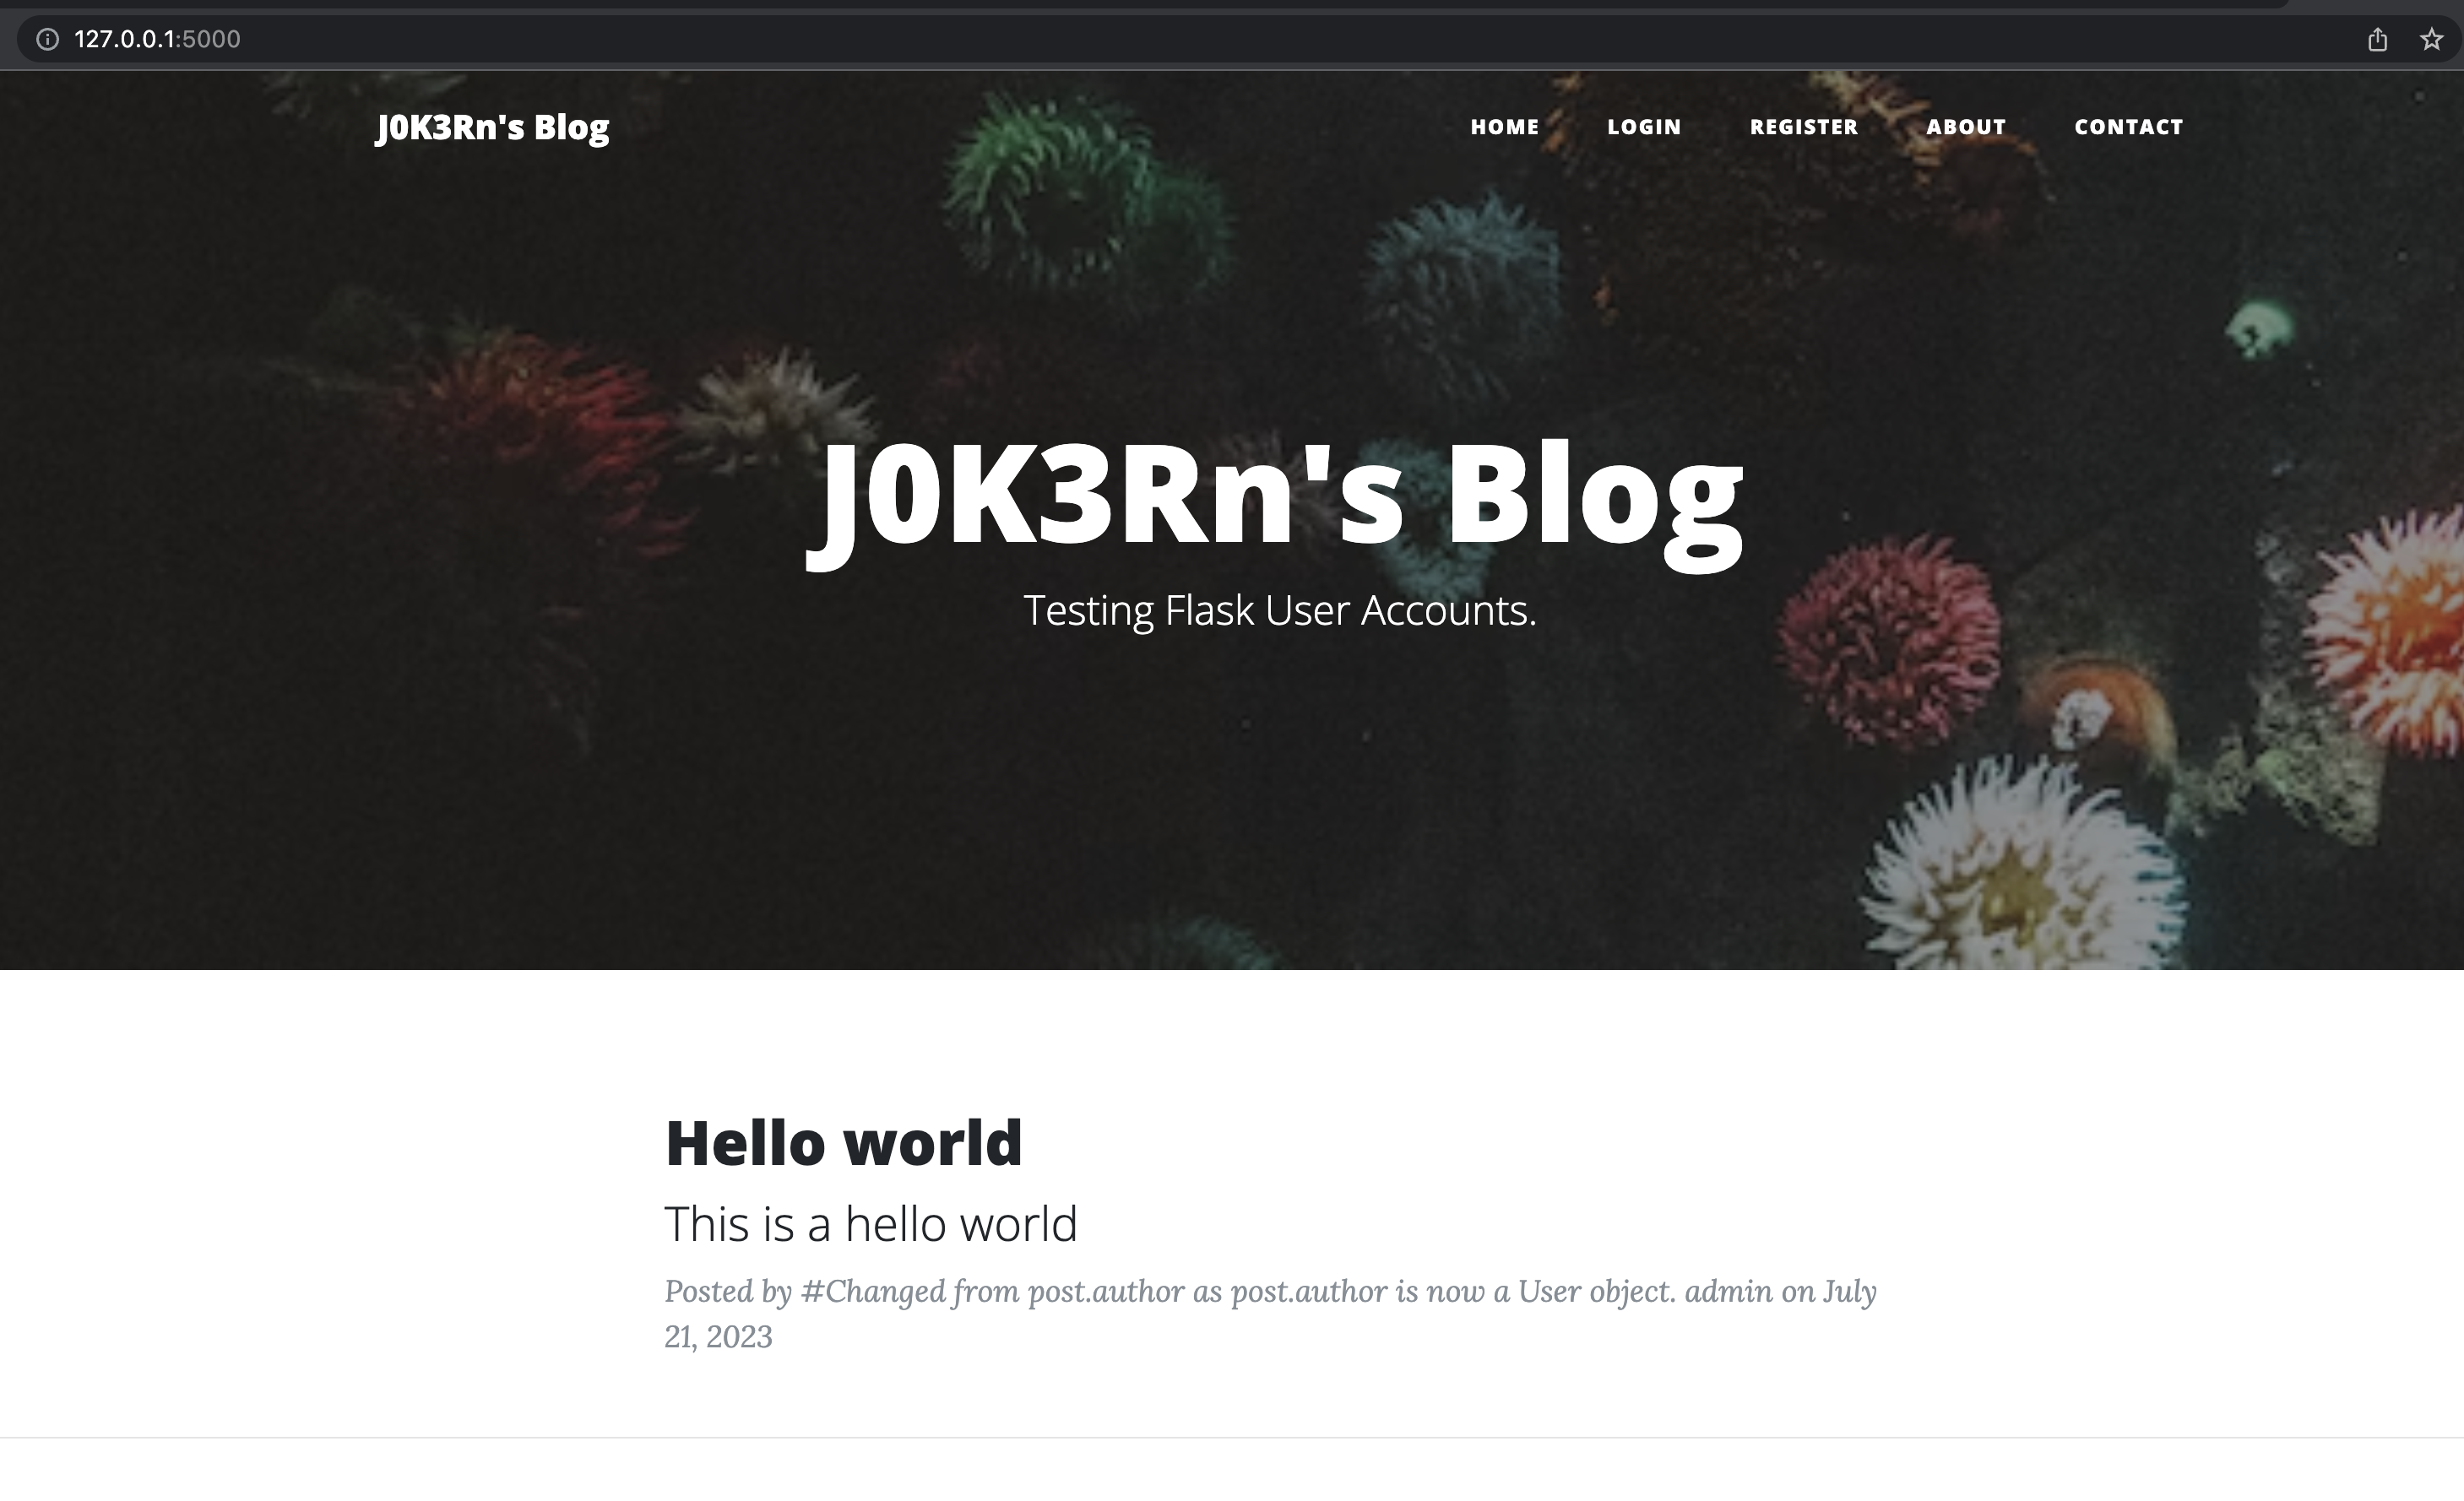 127.0.0.1:5000
J0K3Rn's Blog
HOME LOGIN REGISTER ABOUT CONTACT
J0K3Rn's Blog
Testing Flask User Accounts.
Hello world
This is a hello world
Posted by #Changed from post.author as post.author is now a User object. admin on July
21, 2023